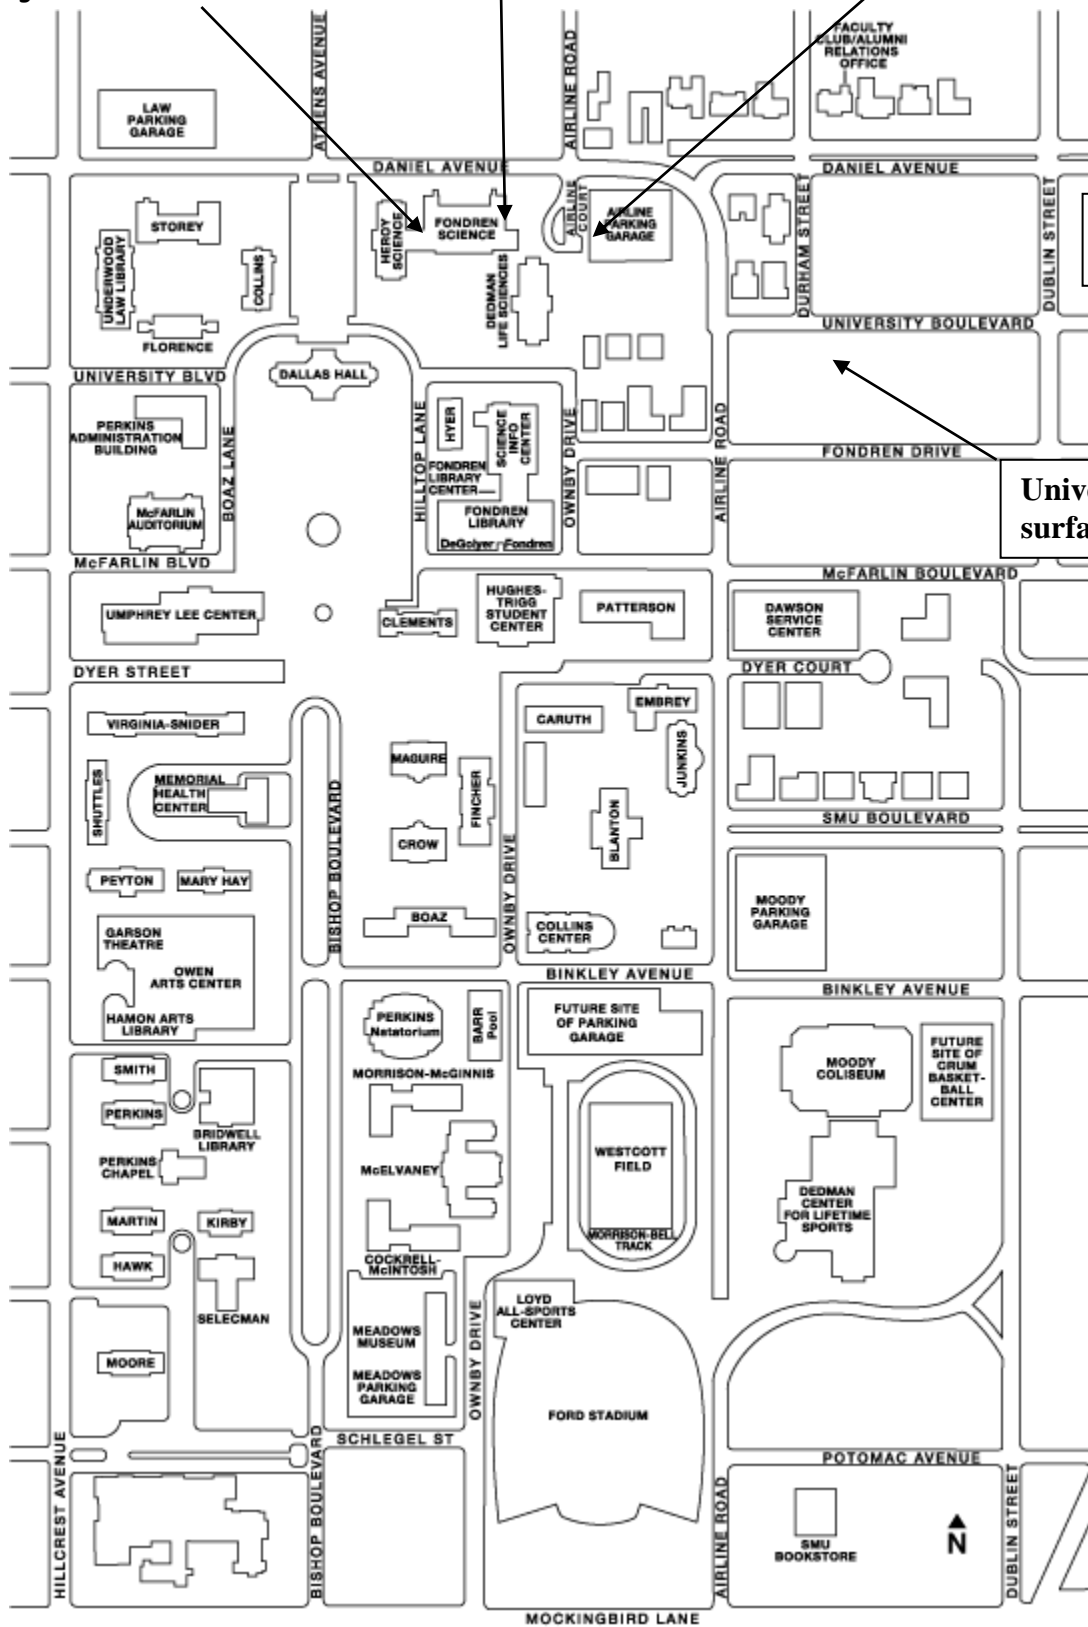 ATHENS AVENUE
AIRLINE ROAD
FACULTY
CLUB/ALUMNI
RELATIONS
OFFICE
LAW
PARKING
GARAGE
DANIEL AVENUE
DANIEL AVENUE
STOREY
UNDERWOOD
LAW LIBRARY
COLLINS
FLORENCE
HEROY
SCIENCE
FONDREN
SCIENCE
AIRLINE
COURT
AIRLINE
PARKING
GARAGE
DURHAM STREET
DUBLIN STREET
DEDMAN
LIFE SCIENCES
UNIVERSITY BOULEVARD
UNIVERSITY BLVD
DALLAS HALL
PERKINS
ADMINISTRATION
BUILDING
BOAZ LANE
HILLTOP LANE
HYER
SCIENCE
INFO
CENTER
FONDREN
LIBRARY
CENTER
OWNBY DRIVE
AIRLINE ROAD
FONDREN DRIVE
Unive
surfa
McFARLIN
AUDITORIUM
FONDREN
LIBRARY
DeGolyer Fondren
McFARLIN BLVD
McFARLIN BOULEVARD
UMPHREY LEE CENTER
CLEMENTS
HUGHES-
TRIGG
STUDENT
CENTER
PATTERSON
DAWSON
SERVICE
CENTER
DYER STREET
DYER COURT
VIRGINIA-SNIDER
CARUTH
EMBREY
JUNKINS
MAGUIRE
FINCHER
SHUTTLES
MEMORIAL
HEALTH
CENTER
BISHOP BOULEVARD
CROW
BLANTON
SMU BOULEVARD
PEYTON
MARY HAY
BOAZ
OWNBY DRIVE
COLLINS
CENTER
MOODY
PARKING
GARAGE
GARSON
THEATRE
OWEN
ARTS CENTER
HAMON ARTS
LIBRARY
BINKLEY AVENUE
BINKLEY AVENUE
PERKINS
Natatorium
BARR
Pool
FUTURE SITE
OF PARKING
GARAGE
MOODY
COLISEUM
FUTURE
SITE OF
CRUM
BASKET-
BALL
CENTER
SMITH
PERKINS
BRIDWELL
LIBRARY
MORRISON-McGINNIS
PERKINS
CHAPEL
McELVANEY
WESTCOTT
FIELD
MORRISON-BELL
TRACK
DEDMAN
CENTER
FOR LIFETIME
SPORTS
MARTIN
KIRBY
HAWK
SELECMAN
COCKRELL-
McINTOSH
MOORE
MEADOWS
MUSEUM
MEADOWS
PARKING
GARAGE
OWNBY DRIVE
LOYD
ALL-SPORTS
CENTER
FORD STADIUM
SCHLEGEL ST
POTOMAC AVENUE
HILLCREST AVENUE
BISHOP BOULEVARD
AIRLINE ROAD
SMU
BOOKSTORE
N
DUBLIN STREET
MOCKINGBIRD LANE